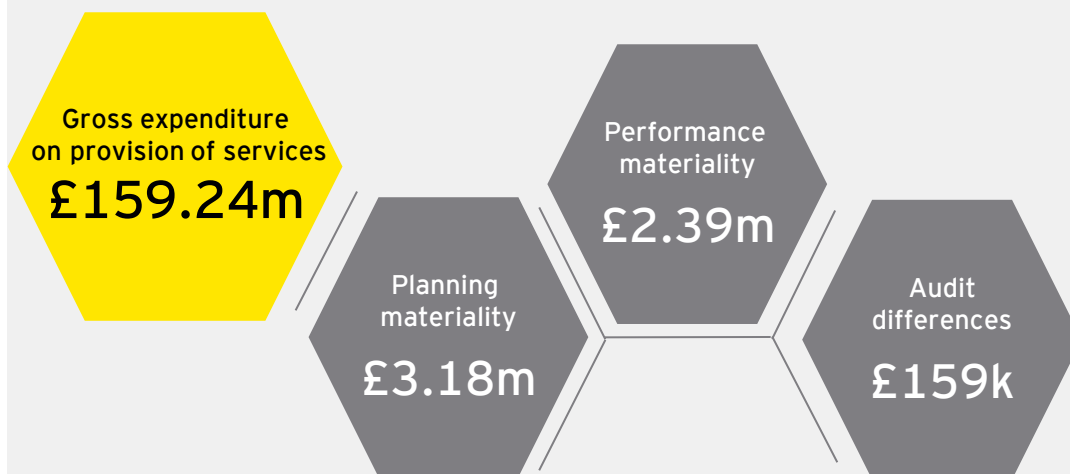 Gross expenditure
on provision of services
£159.24m
Planning
materiality
£3.18m
Performance
materiality
£2.39m
Audit
differences
£159k